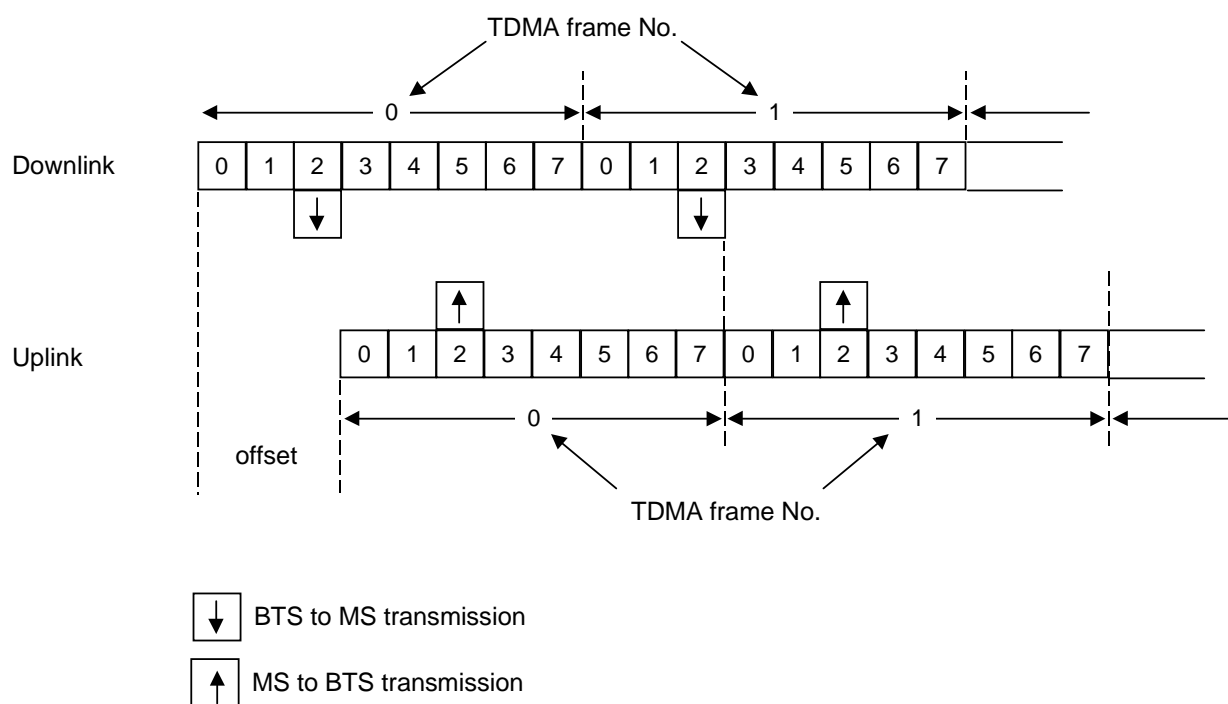 TDMA frame No.
0 1
Downlink 0 1 2 3 4 5 6 7 0 1 2 3 4 5 6 7
Uplink 0 1 2 3 4 5 6 7 0 1 2 3 4 5 6 7
0 1
offset
TDMA frame No.
BTS to MS transmission
MS to BTS transmission